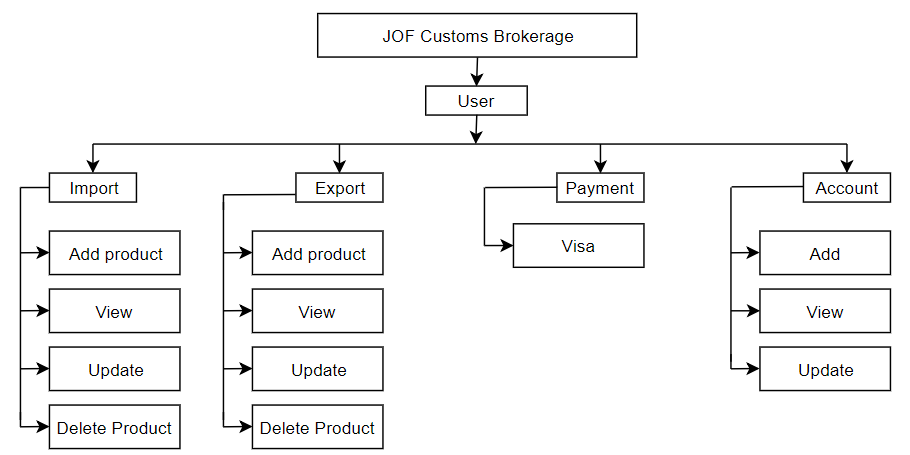 JOF Customs Brokerage
User
Import
Export
Payment
Account
Add product
Add product
Visa
Add
View
View
View
Update
Update
Update
Delete Product
Delete Product